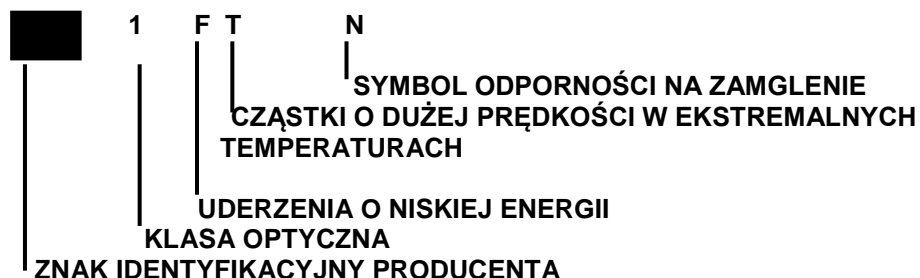 1 F T N
SYMBOL ODPORNOŚCI NA ZAMGLENIE
CZĄSTKI O DUŻEJ PRĘDKOŚCI W EKSTREMALNYCH
TEMPERATURACH
UDERZENIA O NISKIEJ ENERGII
KLASA OPTYCZNA
ZNAK IDENTYFIKACYJNY PRODUCENTA